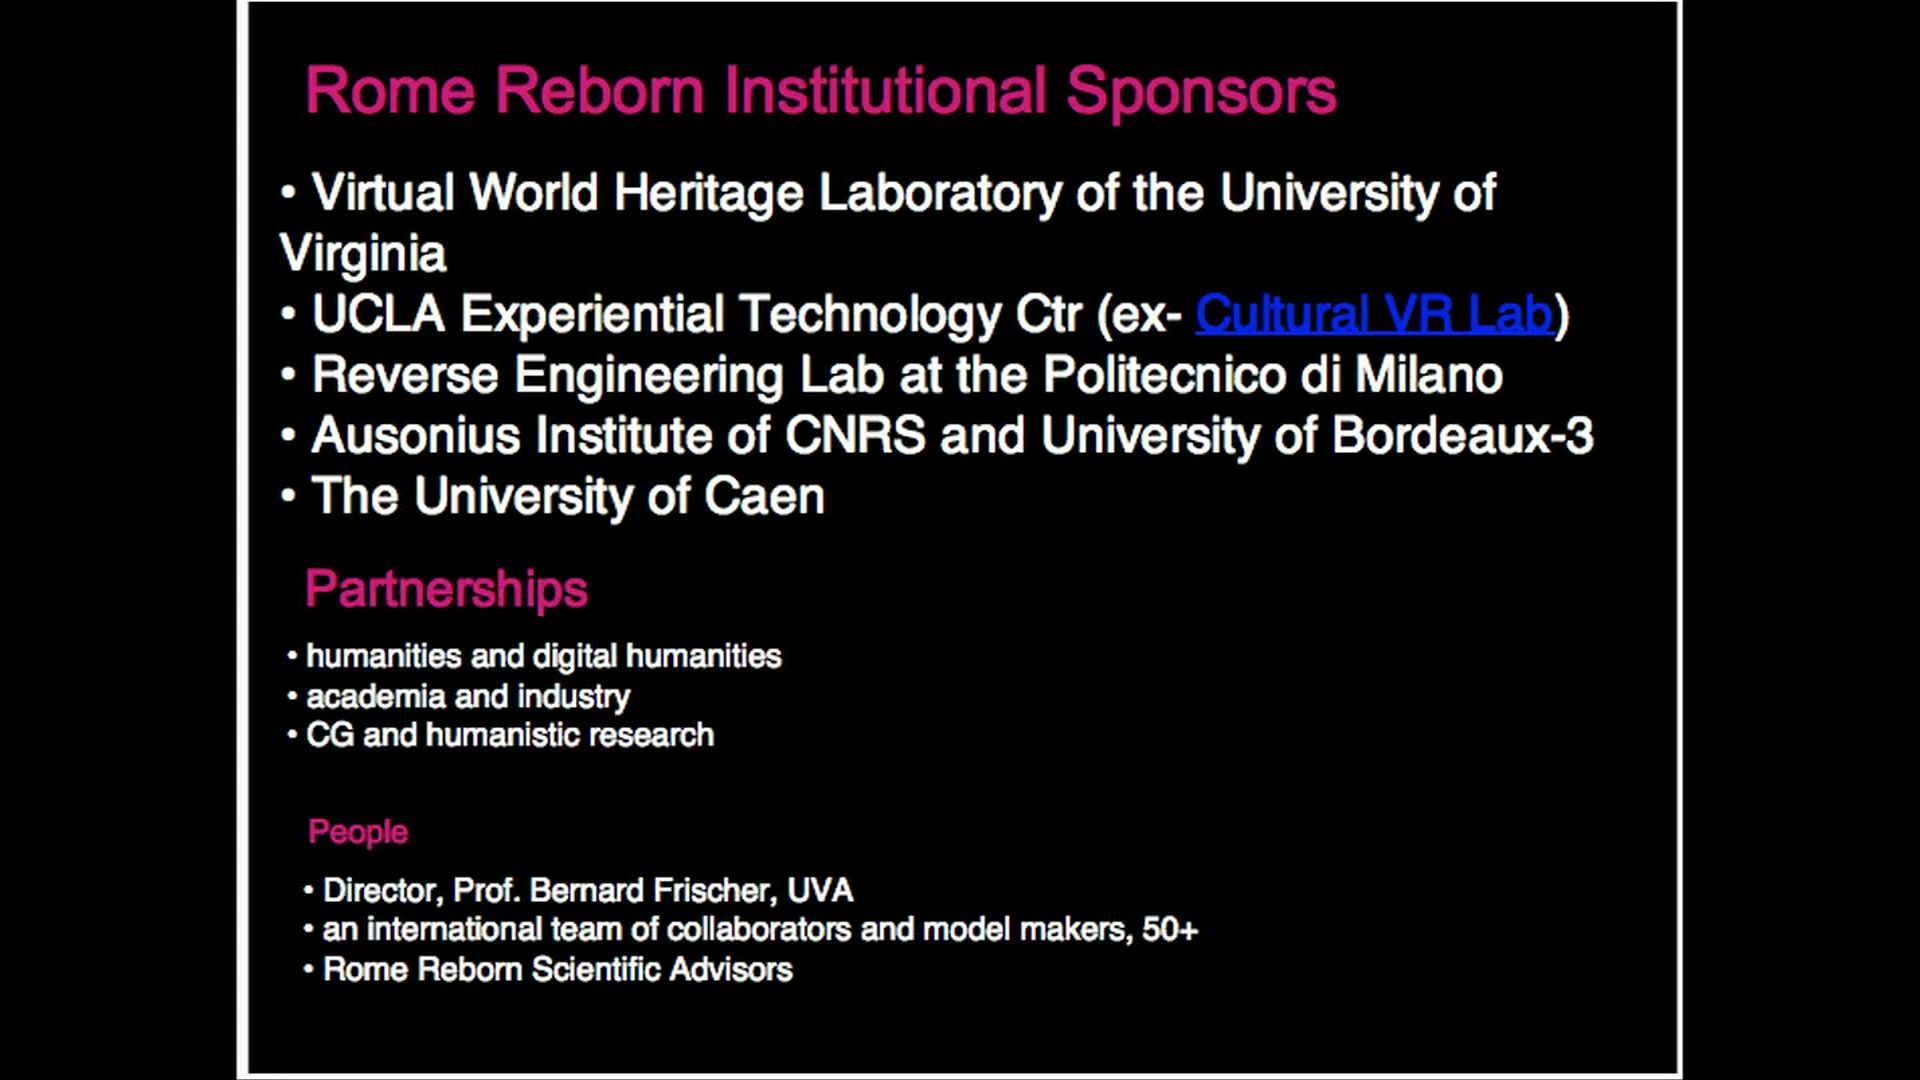 Rome Reborn Institutional Sponsors
• Virtual World Heritage Laboratory of the University of
Virginia
• UCLA Experiential Technology Ctr (ex- Cultural VR Lab)
• Reverse Engineering Lab at the Politecnico di Milano
• Ausonius Institute of CNRS and University of Bordeaux-3
• The University of Caen
Partnerships
• humanities and digital humanities
• academia and industry
• CG and humanistic research
People
• Director, Prof. Bernard Frischer, UVA
• an international team of collaborators and model makers, 50+
• Rome Reborn Scientific Advisors